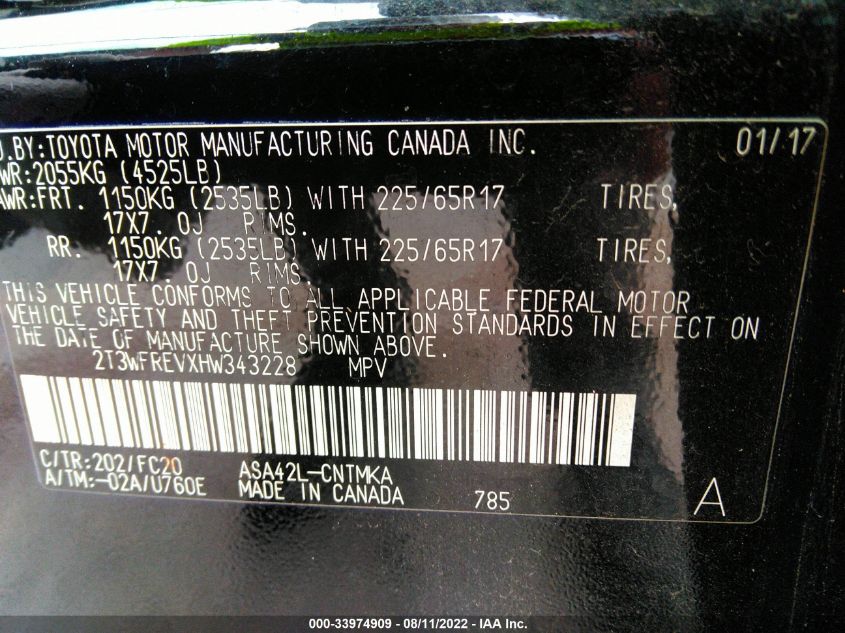 D.BY:TOYOTA MOTOR MANUFACTURING CANADA INC. 01/17
WR:2055KG (4525LB)
AWR:FRT. 1150KG (2535LB) WITH 225/65R17 TIRES,
17X7.0J RIMS.
RR. 1150KG (2535LB) WITH 225/65R17 TIRES,
17X7.0J RIMS.
THIS VEHICLE CONFORMS TO ALL APPLICABLE FEDERAL MOTOR
VEHICLE SAFETY AND THEFT PREVENTION STANDARDS IN EFFECT ON
THE DATE OF MANUFACTURE SHOWN ABOVE.
2T3WFREVXHW343228 MPV
C/TR:202/FC20 ASA42L-CNTMKA
A/TM:-02A/U760E MADE IN CANADA 785 A
000-33974909 - 08/11/2022 - IAA Inc.